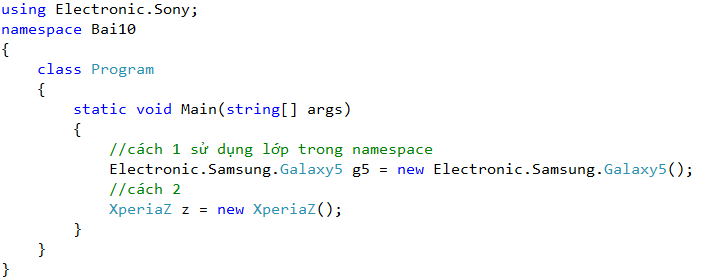 using Electronic.Sony;
namespace Bai10
{
    class Program
    {
        static void Main(string[] args)
        {
            //cách 1 sử dụng lớp trong namespace
            Electronic.Samsung.Galaxy5 g5 = new Electronic.Samsung.Galaxy5();
            //cách 2
            XperiaZ z = new XperiaZ();
        }
    }
}